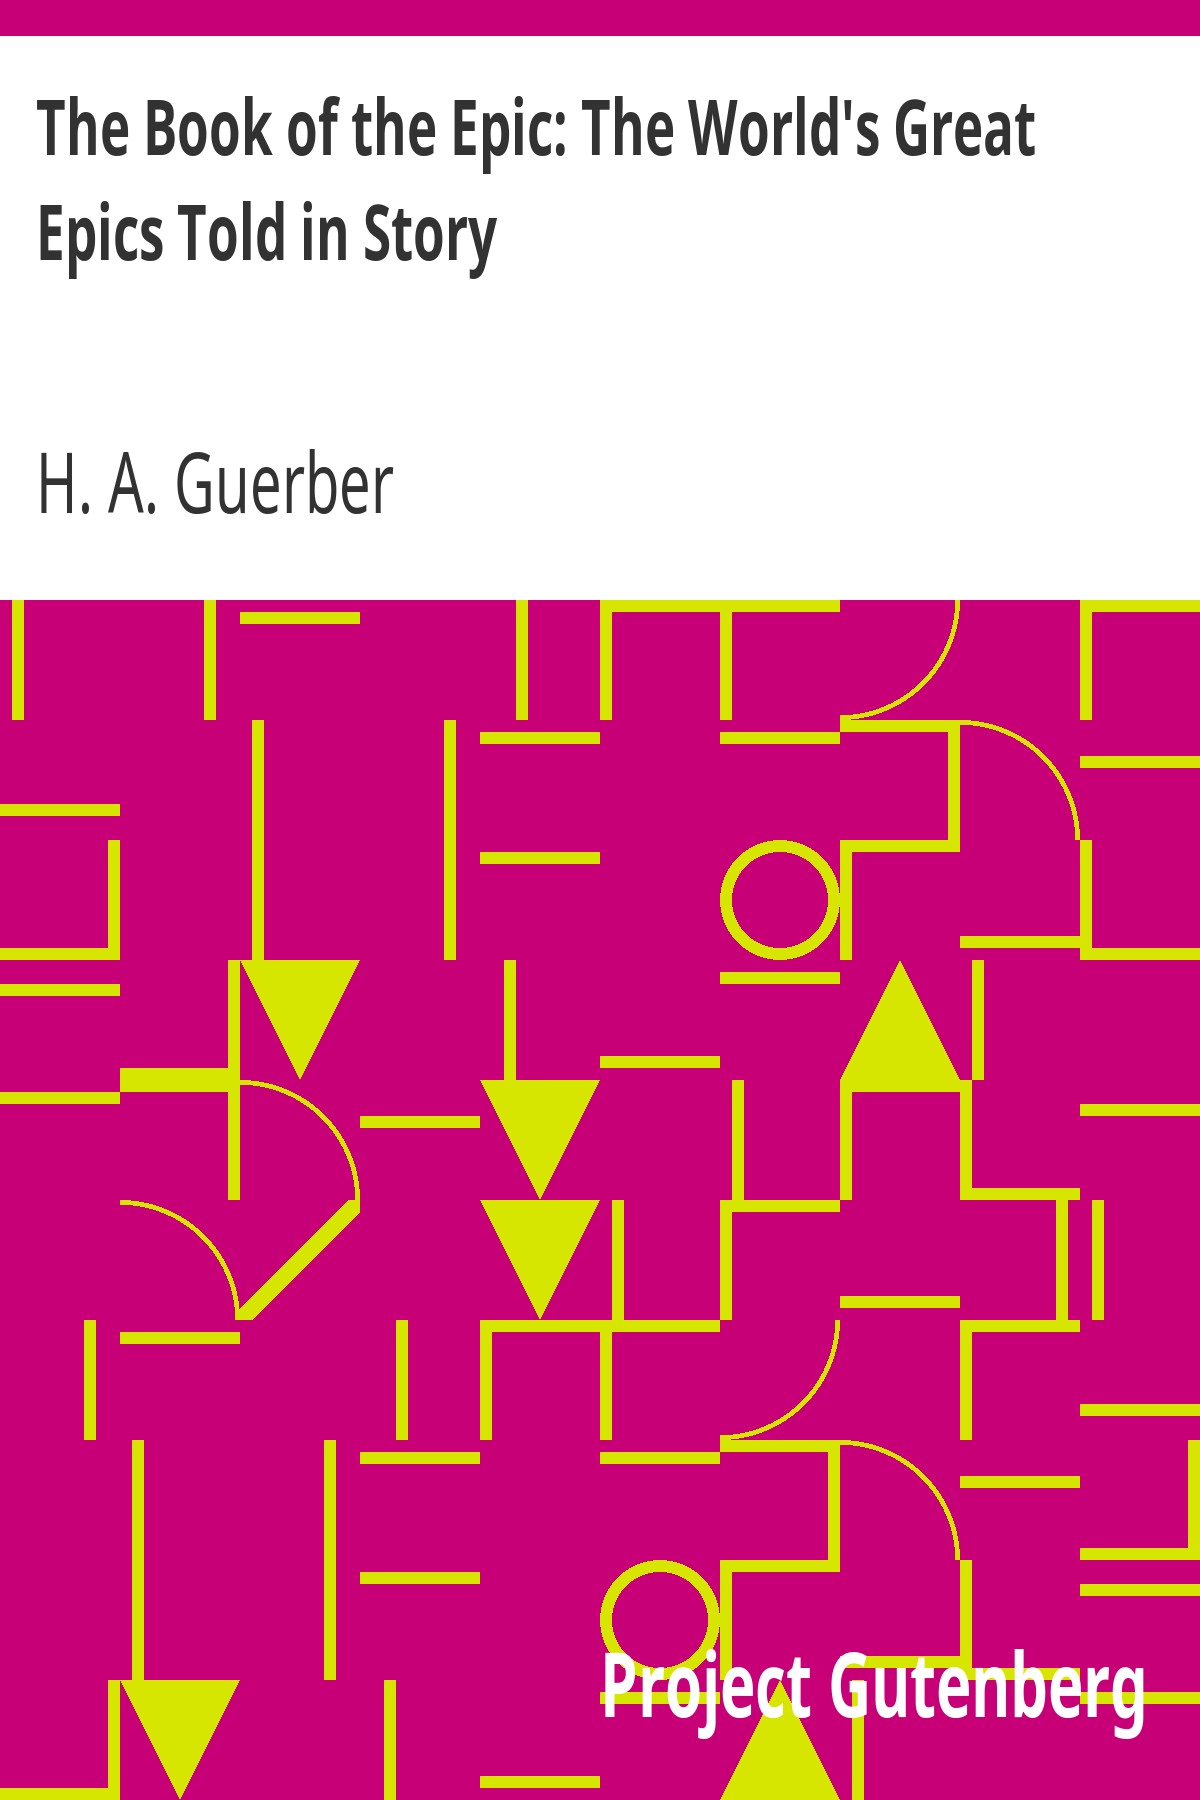 The Book of the Epic: The World's Great
Epics Told in Story
H. A. Guerber
Project Gutenberg